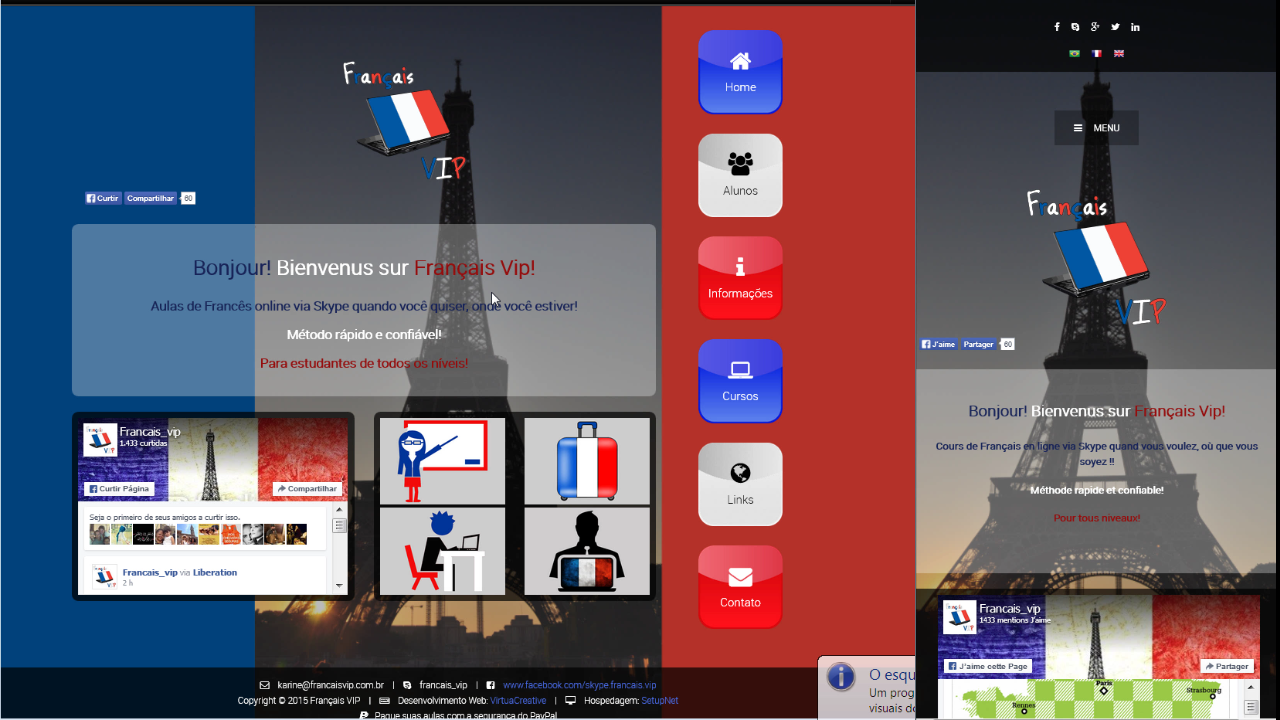 Français
VIP
Curtir Compartilhar 60
Bonjour! Bienvenus sur Français Vip!
Aulas de Francês online via Skype quando você quiser, onde você estiver!
Método rápido e confiável!
Para estudantes de todos os níveis!
Francais_vip
1.433 curtidas
Curtir Página Compartilhar
Seja o primeiro de seus amigos a curtir isso.
Francais_vip via Liberation
2 h
Home
Alunos
Informações
Cursos
Links
Contato
karine@francaisvip.com.br | francais_vip | www.facebook.com/skype.francais.vip
Copyright © 2015 Français VIP | Desenvolvimento Web: VirtuaCreative | Hospedagem: SetupNet
Pague suas aulas com a segurança do PayPal
O esqu
Um prog
visuais d
MENU
Français
VIP
J'aime Partager 60
Bonjour! Bienvenus sur Français Vip!
Cours de Français en ligne via Skype quand vous voulez, où que vous
soyez !!
Méthode rapide et confiable!
Pour tous niveaux!
Francais_vip
1433 mentions J'aime
J'aime cette Page Partager
Paris
Strasbourg
Rennes